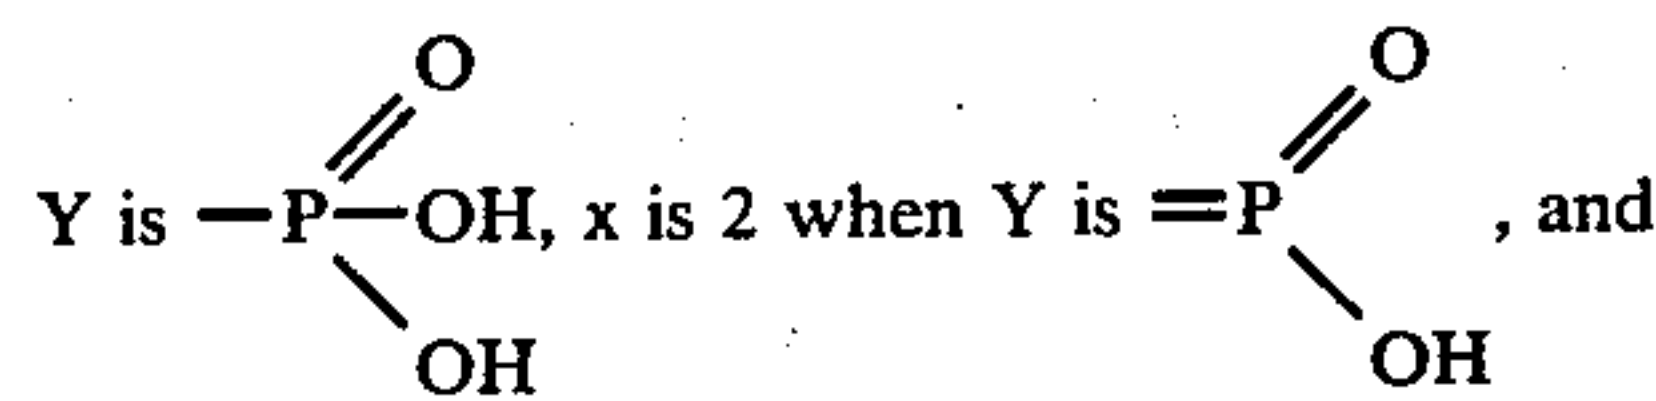 O O
Y is —P—OH, x is 2 when Y is =P , and
OH OH